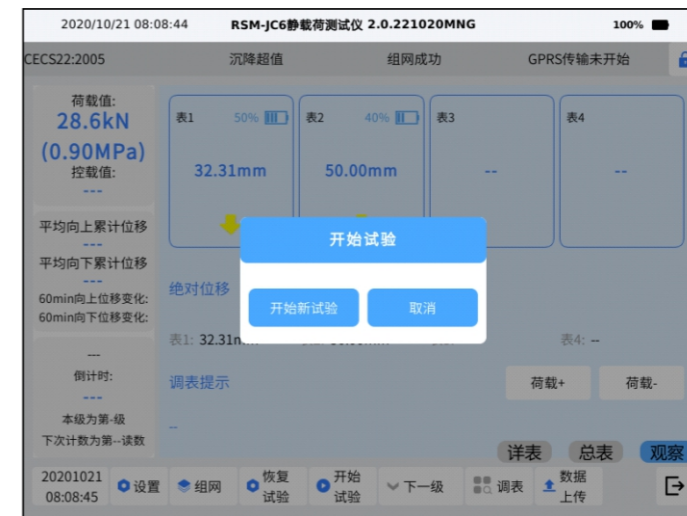 2020/10/21 08:08:44 RSM-JC6静载荷测试仪 2.0.221020MNG 100%
CECS22:2005 沉降超值 组网成功 GPRS传输未开始
荷载值:
28.6kN
(0.90MPa)
控载值:
---
表1 50% 表2 40% 表3 表4
32.31mm 50.00mm -- --
平均向上累计位移
---
平均向下累计位移
---
60min向上位移变化:
60min向下位移变化:
---
倒计时:
---
本级为第-级
下次计数为第--读数
开始试验
开始新试验 取消
绝对位移
表1: 32.31 表4: --
调表提示
荷载+ 荷载-
--
详表 总表 观察
20201021
08:08:45
设置 组网 恢复试验 开始试验 下一级 调表 数据上传